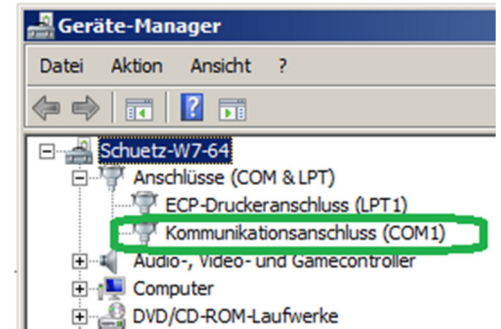 Geräte-Manager
Datei Aktion Ansicht ?
Schuetz-W7-64
Anschlüsse (COM & LPT)
ECP-Druckeranschluss (LPT1)
Kommunikationsanschluss (COM1)
Audio-, Video- und Gamecontroller
Computer
DVD/CD-ROM-Laufwerke